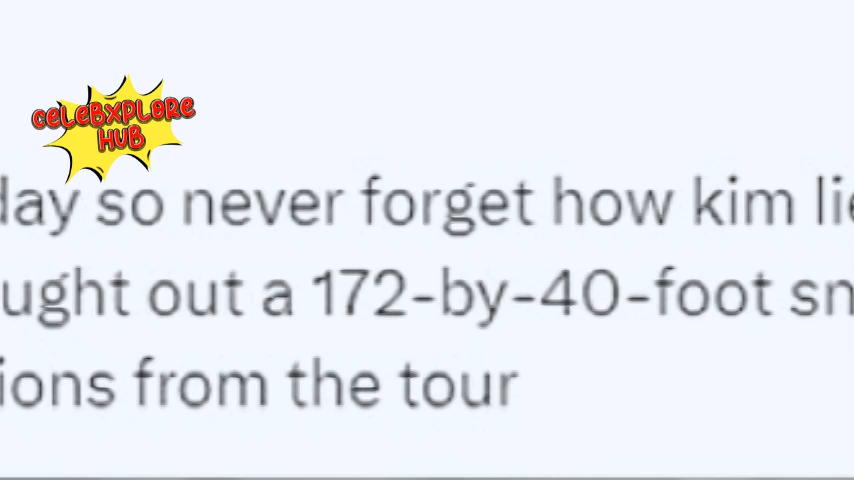 CELEBXPLORE
HUB
day so never forget how kim lie
ught out a 172-by-40-foot sn
ions from the tour